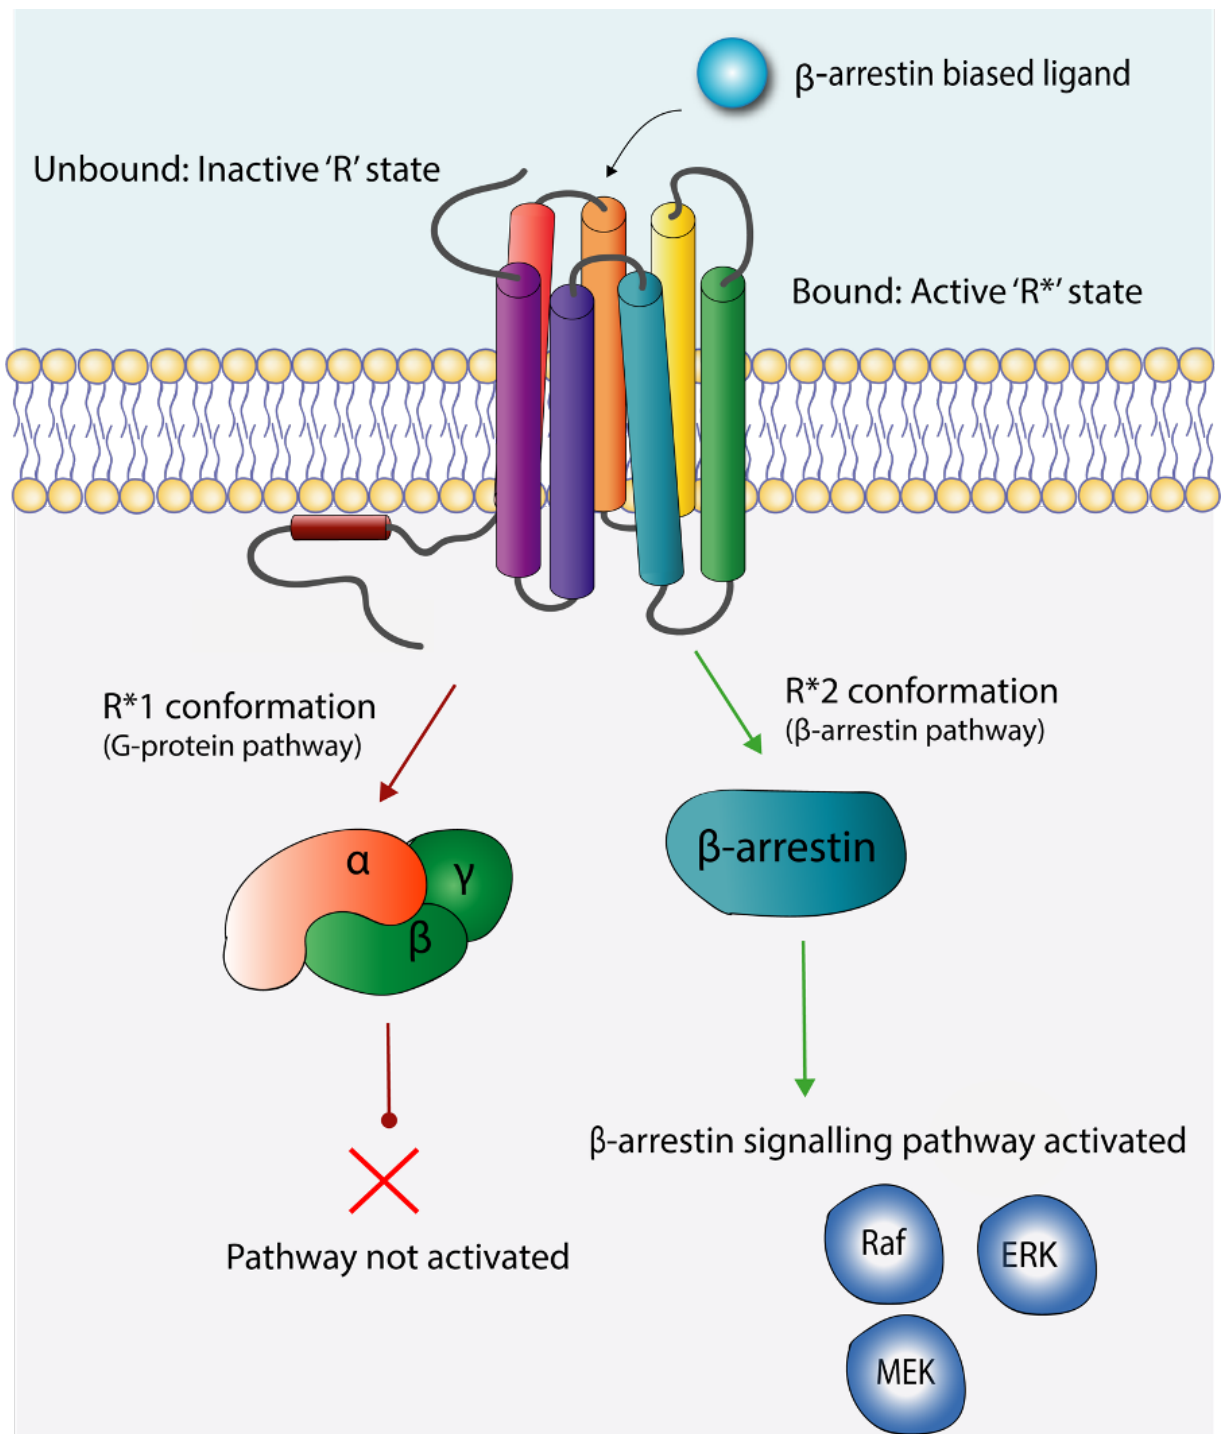 β-arrestin biased ligand
Unbound: Inactive ‘R’ state
Bound: Active ‘R*’ state
R*1 conformation
(G-protein pathway)
R*2 conformation
(β-arrestin pathway)
α
γ
β
β-arrestin
β-arrestin signalling pathway activated
Pathway not activated
Raf
ERK
MEK